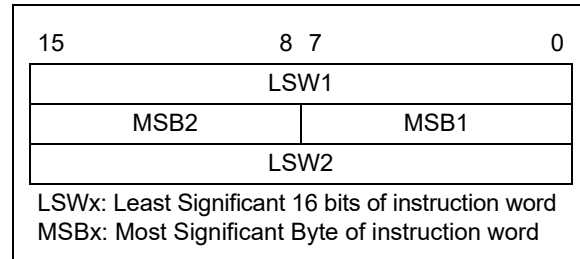 15 8 7 0
LSW1
MSB2 MSB1
LSW2
LSWx: Least Significant 16 bits of instruction word
MSBx: Most Significant Byte of instruction word